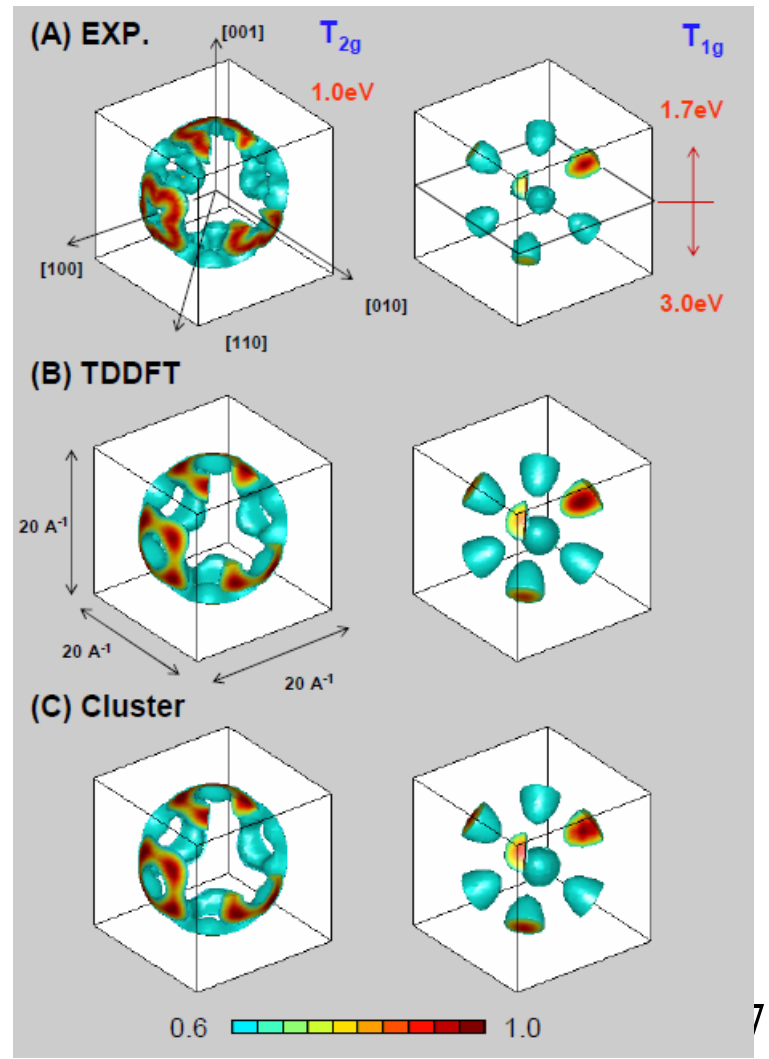 (A) EXP.
[001]
T2g
T1g
1.0eV
1.7eV
[100]
[010]
[110]
3.0eV
(B) TDDFT
20 A-1
20 A-1
20 A-1
(C) Cluster
0.6
1.0
7